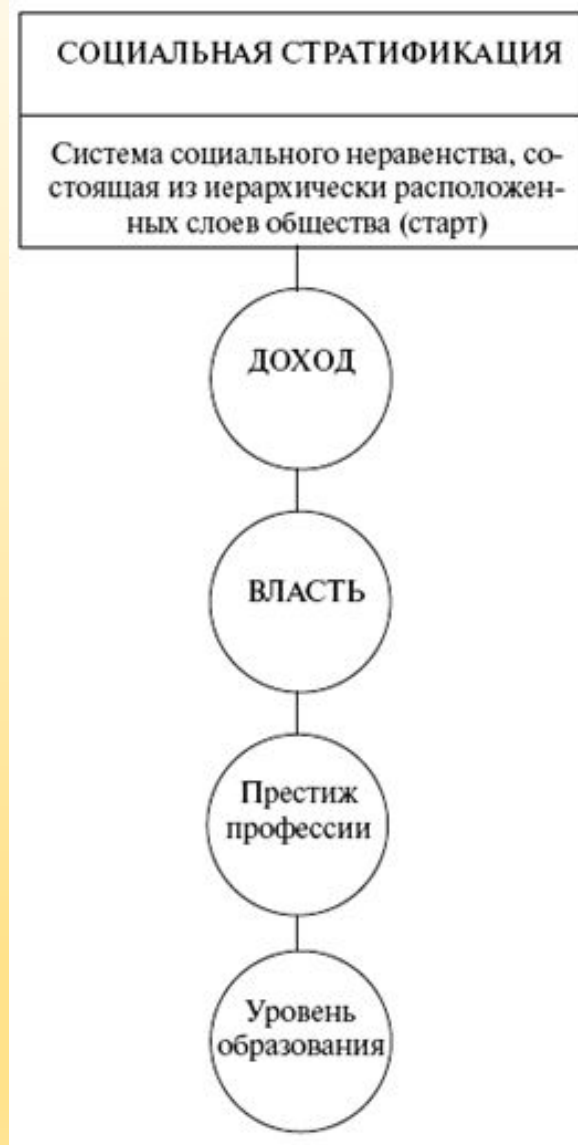 СОЦИАЛЬНАЯ СТРАТИФИКАЦИЯ
Система социального неравенства, со-
стоящая из иерархически расположен-
ных слоев общества (старт)
ДОХОД
ВЛАСТЬ
Престиж
профессии
Уровень
образования